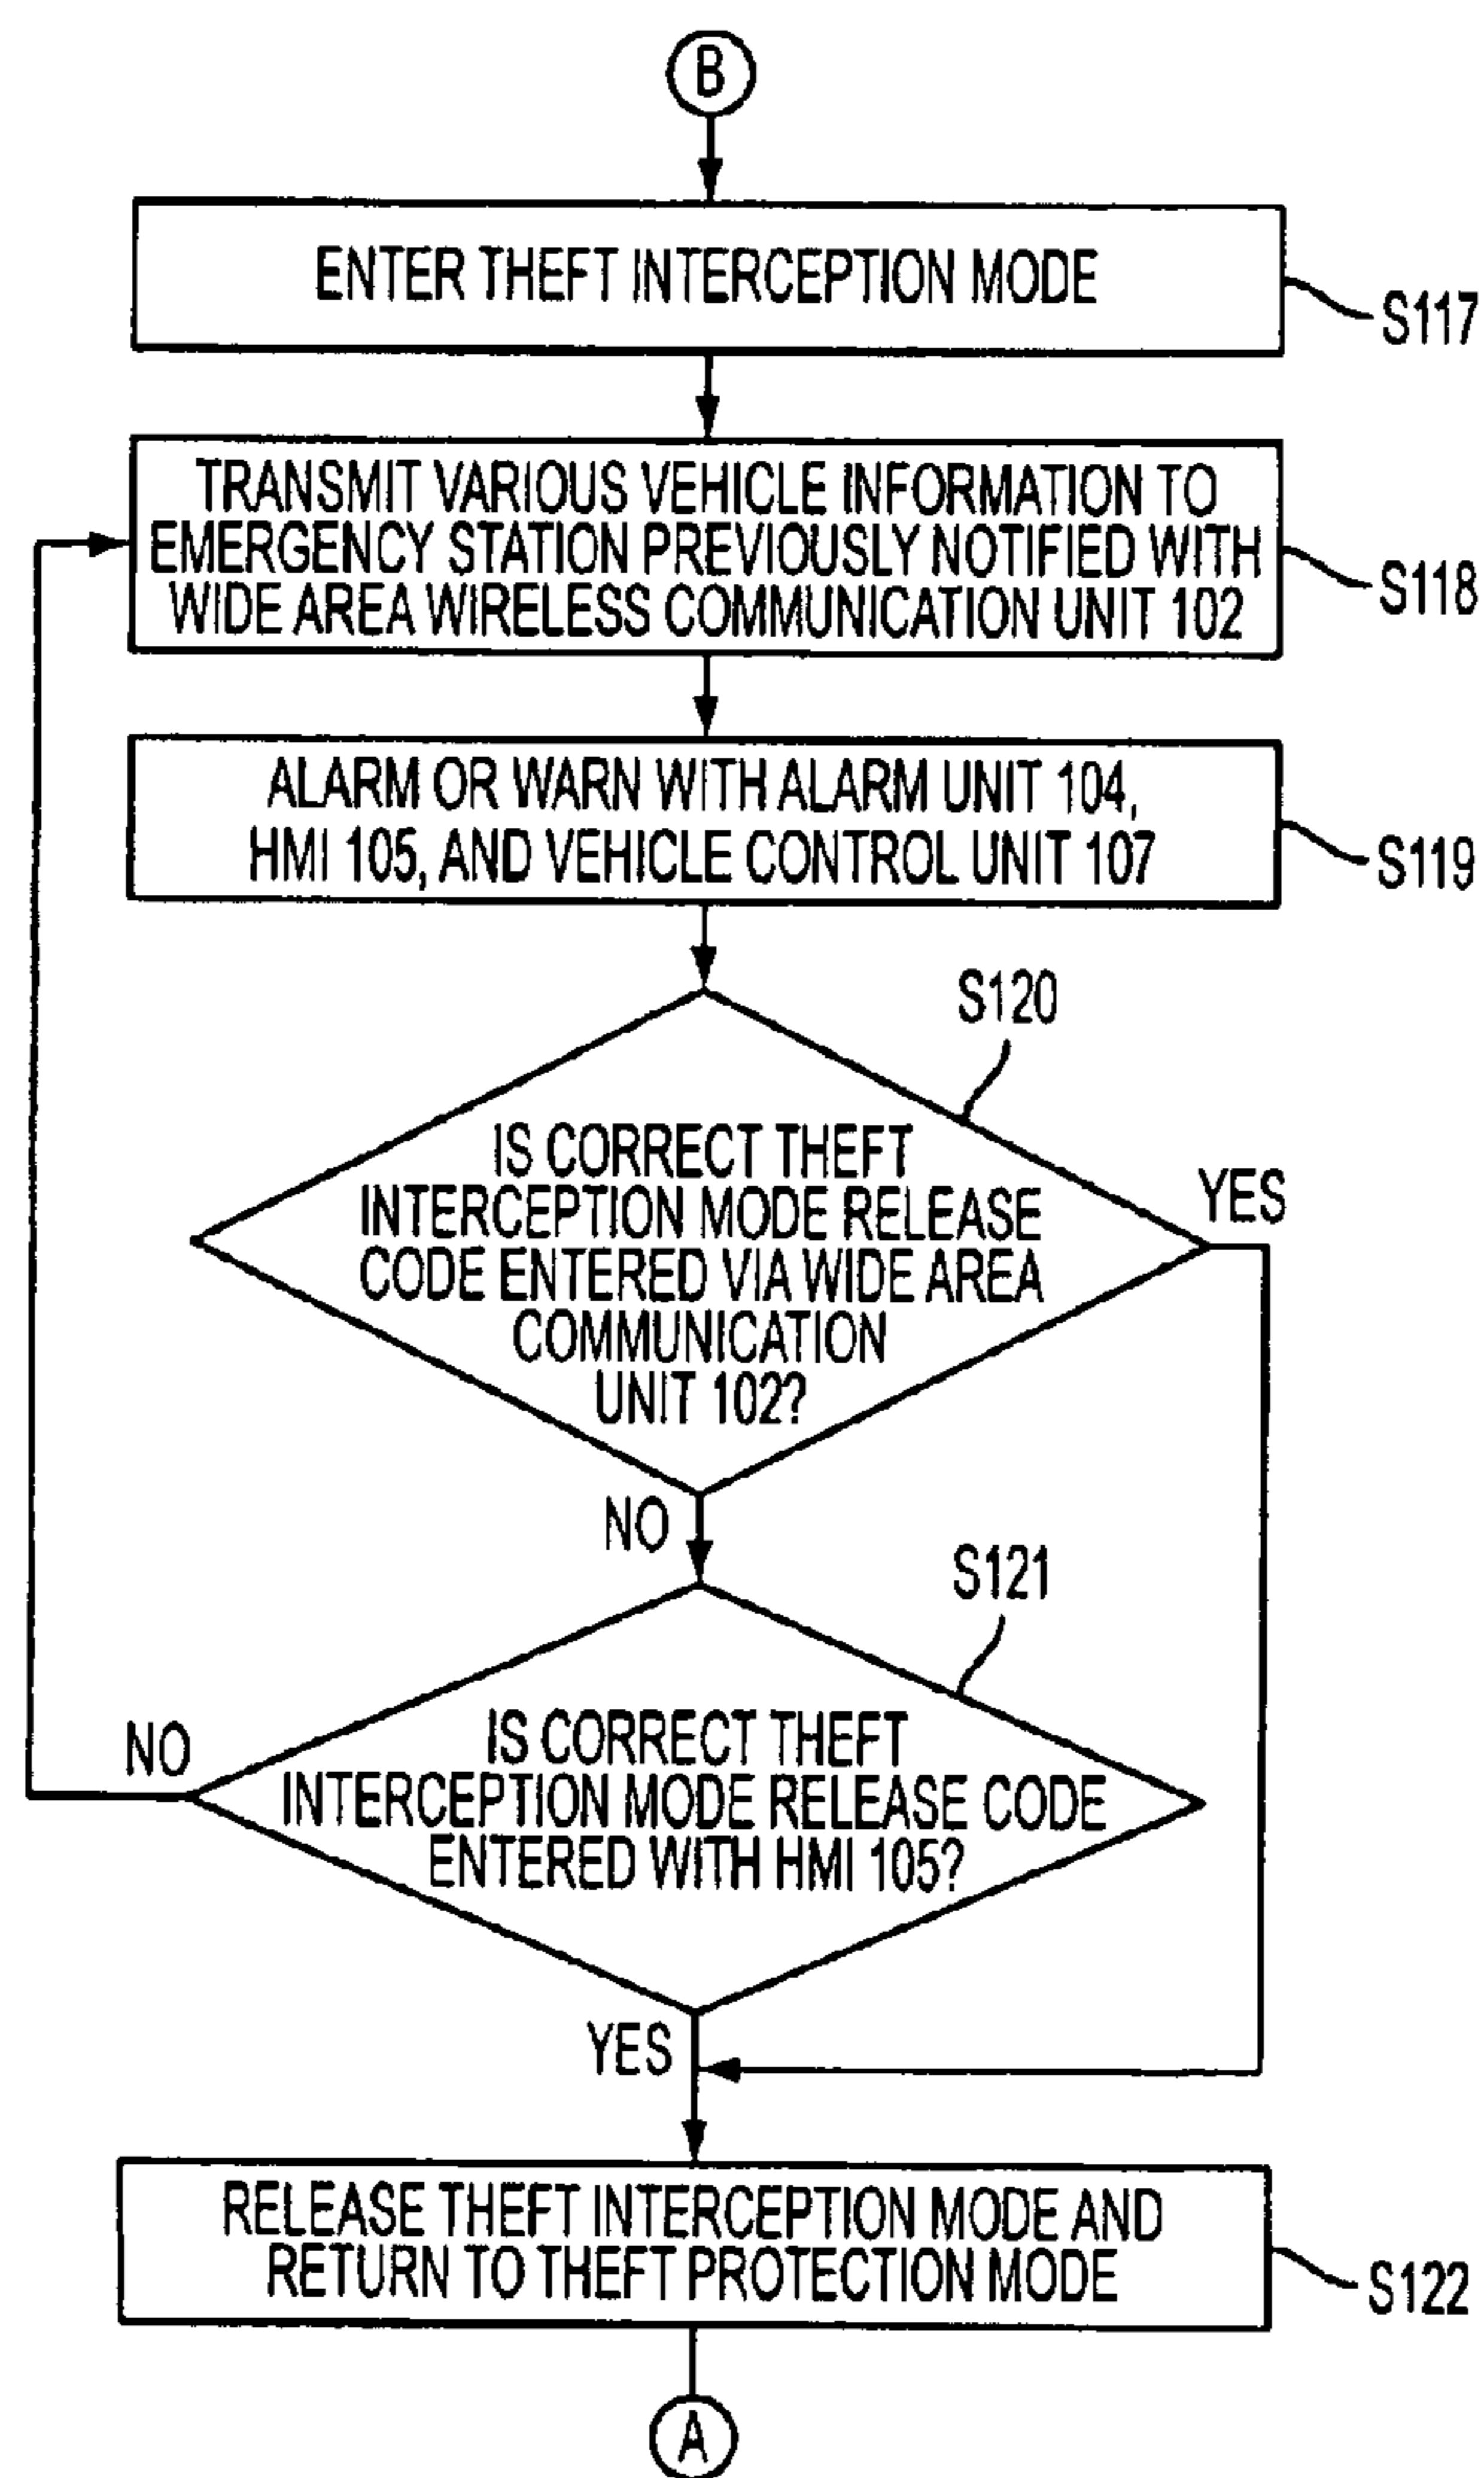 B
ENTER THEFT INTERCEPTION MODE
S117
TRANSMIT VARIOUS VEHICLE INFORMATION TO
EMERGENCY STATION PREVIOUSLY NOTIFIED WITH
WIDE AREA WIRELESS COMMUNICATION UNIT 102
S118
ALARM OR WARN WITH ALARM UNIT 104,
HMI 105, AND VEHICLE CONTROL UNIT 107
S119
S120
IS CORRECT THEFT
INTERCEPTION MODE RELEASE
CODE ENTERED VIA WIDE AREA
COMMUNICATION
UNIT 102?
YES
NO
S121
IS CORRECT THEFT
INTERCEPTION MODE RELEASE CODE
ENTERED WITH HMI 105?
NO
YES
RELEASE THEFT INTERCEPTION MODE AND
RETURN TO THEFT PROTECTION MODE
S122
A